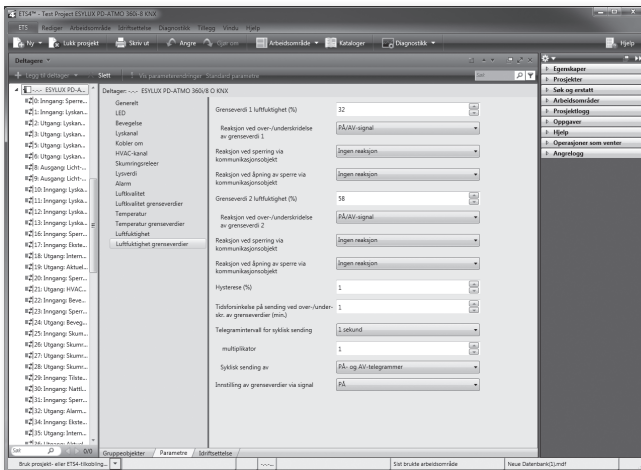 ETS4™ - Test Project ESYLUX PD-ATMO 360i-8 KNX
ETS Rediger Arbeidsområde Idriftsettelse Diagnostikk Tillegg Vindu Hjelp
Ny Lukk prosjekt Skriv ut Angre Gjør om Arbeidsområde Kataloger Diagnostikk Hjelp
Deltagere
Legg til deltager Slett Vis parameterendringer Standard parametre Søk
-.-.- ESYLUX PD-A...
0: Inngang: Sperre...
1: Inngang: Lyskan...
2: Utgang: Lyskan...
3: Utgang: Lyskan...
5: Utgang: Lyskan...
6: Utgang: Lyskan...
8: Ausgang: Licht-...
9: Ausgang: Licht-...
10: Inngang: Lyska...
11: Inngang: Lyska...
12: Inngang: Lyska...
13: Inngang: Lyska...
16: Inngang: Sperr...
17: Inngang: Ekste...
18: Utgang: Intern...
19: Utgang: Aktuel...
20: Inngang: Sperr...
21: Utgang: HVAC...
22: Inngang: Beve...
23: Inngang: Sperr...
24: Utgang: Beveg...
25: Inngang: Skum...
26: Utgang: Skumr...
27: Utgang: Skumr...
28: Utgang: Skumr...
29: Inngang: Tilste...
30: Inngang: Nattl...
31: Inngang: Sperr...
32: Utgang: Alarm...
34: Inngang: Ekste...
35: Utgang: Intern...
36: Utgang: Aktuel...
Søk 0/0
Deltager: -.-.- ESYLUX PD-ATMO 360i/8 O KNX
Generelt
LED
Bevegelse
Lyskanal
Kobler om
HVAC-kanal
Skumringsreleer
Lysverdi
Alarm
Luftkvalitet
Luftkvalitet grenseverdier
Temperatur
Temperatur grenseverdier
Luftfuktighet
Luftfuktighet grenseverdier
Grenseverdi 1 luftfuktighet (%) 32
Reaksjon ved over-/underskridelse
av grenseverdi 1 PÅ/AV-signal
Reaksjon ved sperring via
kommunikasjonsobjekt Ingen reaksjon
Reaksjon ved åpning av sperre via
kommunikasjonsobjekt Ingen reaksjon
Grenseverdi 2 luftfuktighet (%) 58
Reaksjon ved over-/underskridelse
av grenseverdi 2 PÅ/AV-signal
Reaksjon ved sperring via
kommunikasjonsobjekt Ingen reaksjon
Reaksjon ved åpning av sperre via
kommunikasjonsobjekt Ingen reaksjon
Hysterese (%) 1
Tidsforsinkelse på sending ved over-/under-
skr. av grenseverdier (min.) 1
Telegramintervall for syklisk sending 1 sekund
multiplikator 1
Syklisk sending av PÅ- og AV-telegrammer
Innstilling av grenseverdi via signal PÅ
Gruppeobjekter Parametre Idriftsettelse
Egenskaper
Prosjekter
Søk og erstatt
Arbeidsområder
Prosjektlogg
Oppgaver
Hjelp
Operasjoner som venter
Angrelogg
Bruk prosjekt- eller ETS4-tilkobling... -.-.-... Sist brukte arbeidsområde Neue Datenbank(1).mdf